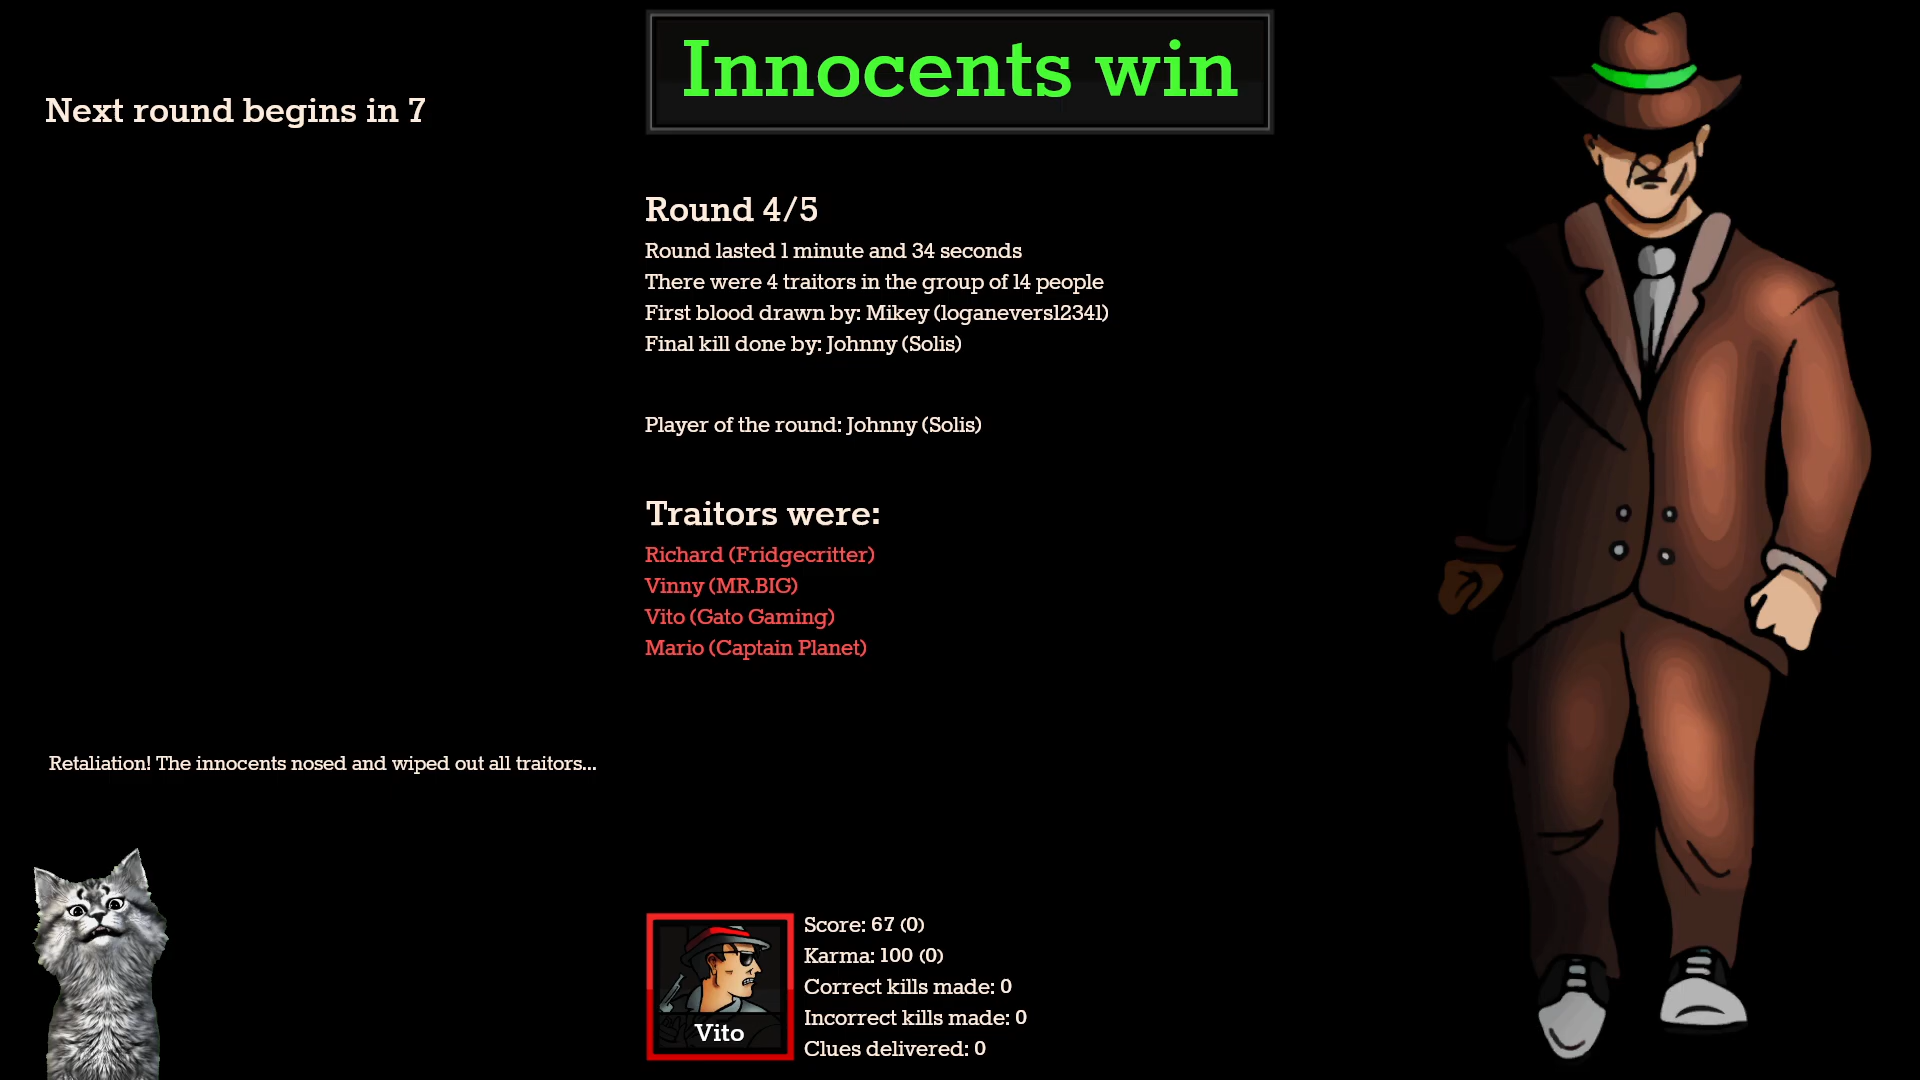 Innocents win
Next round begins in 7
Round 4/5
Round lasted 1 minute and 34 seconds
There were 4 traitors in the group of 14 people
First blood drawn by: Mikey (loganevers12341)
Final kill done by: Johnny (Solis)
Player of the round: Johnny (Solis)
Traitors were:
Richard (Fridgecritter)
Vinny (MR.BIG)
Vito (Gato Gaming)
Mario (Captain Planet)
Retaliation! The innocents nosed and wiped out all traitors...
Vito
Score: 67 (0)
Karma: 100 (0)
Correct kills made: 0
Incorrect kills made: 0
Clues delivered: 0